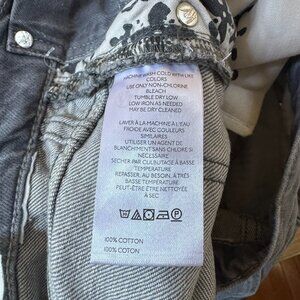 MACHINE WASH COLD WITH LIKE
COLORS
USE ONLY NON-CHLORINE
BLEACH
TUMBLE DRY LOW
LOW IRON AS NEEDED
MAY BE DRY CLEANED
LAVER À LA MACHINE À L'EAU
FROIDE AVEC COULEURS
SIMILAIRES
UTILISER UN AGENT DE
BLANCHIMENT SANS CHLORE SI
NÉCESSAIRE
SÉCHER PAR CULBUTAGE À BASSE
TEMPERATURE
REPASSER, AU BESOIN, À
BASSE TEMPÉRATURE
PEUT-ÊTRE ÊTRE NETTOYÉ À
SEC
100% COTTON
100% COTON